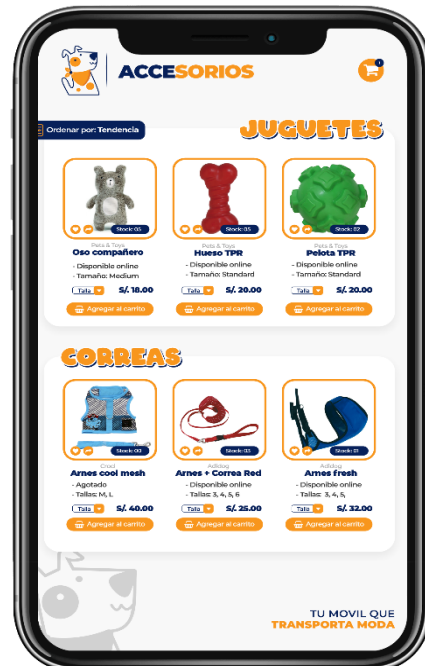 ACCESORIOS
Ordenar por: Tendencia
JUGUETES
Stock: 05
Stock: 05
Stock: 02
Pets & Toys
Pets & Toys
Pets & Toys
Oso compañero
Hueso TPR
Pelota TPR
- Disponible online
- Disponible online
- Disponible online
- Tamaño: Medium
- Tamaño: Standard
- Tamaño: Standard
Talla
S/. 18.00
Talla
S/. 20.00
Talla
S/. 20.00
Agregar al carrito
Agregar al carrito
Agregar al carrito
CORREAS
Stock: 00
Stock: 03
Stock: 01
Croci
Adidog
Adidog
Arnes cool mesh
Arnes + Correa Red
Arnes fresh
- Agotado
- Disponible online
- Disponible online
- Tallas: M, L
- Tallas: 3, 4, 5, 6
- Tallas: 3, 4, 5,
Talla
S/. 40.00
Talla
S/. 25.00
Talla
S/. 32.00
Agregar al carrito
Agregar al carrito
Agregar al carrito
TU MOVIL QUE
TRANSPORTA MODA